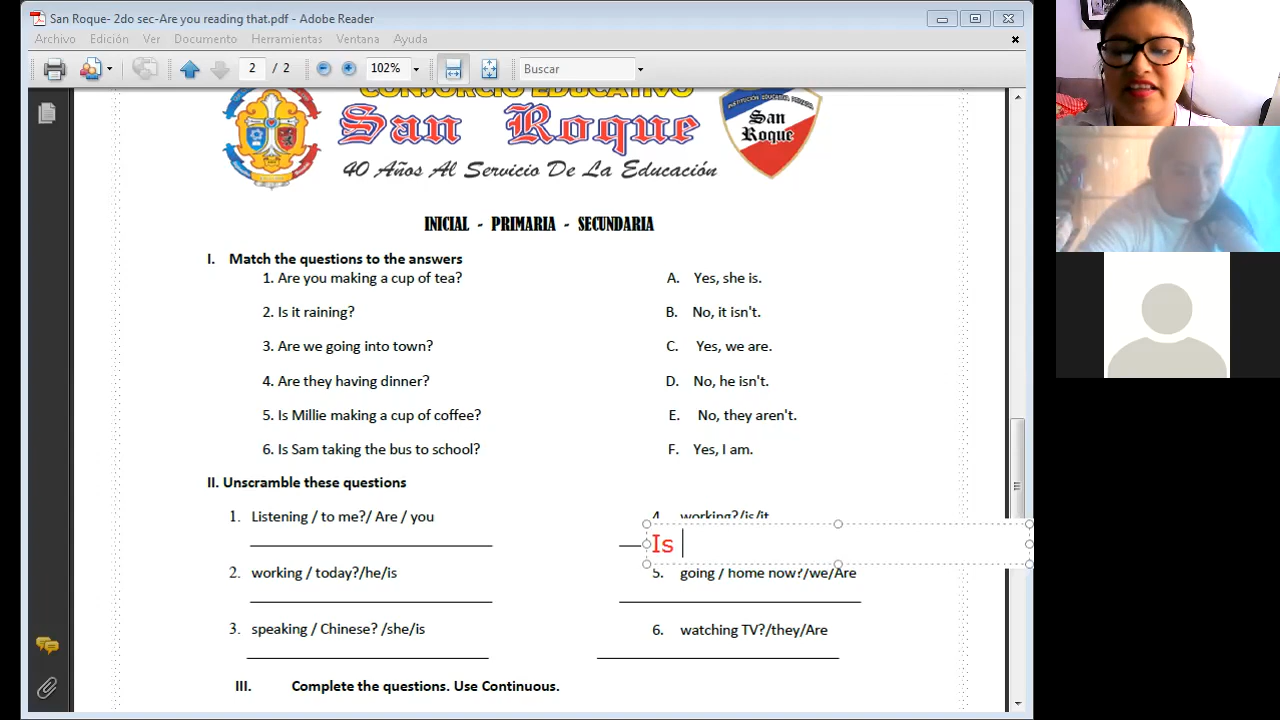 San Roque- 2do sec-Are you reading that.pdf - Adobe Reader
Archivo Edición Ver Documento Herramientas Ventana Ayuda
2 / 2 102% Buscar
CONSORCIO EDUCATIVO
San Roque
40 Años Al Servicio De La Educación
San
Roque
INICIAL - PRIMARIA - SECUNDARIA
I. Match the questions to the answers
1. Are you making a cup of tea? A. Yes, she is.
2. Is it raining? B. No, it isn't.
3. Are we going into town? C. Yes, we are.
4. Are they having dinner? D. No, he isn't.
5. Is Millie making a cup of coffee? E. No, they aren't.
6. Is Sam taking the bus to school? F. Yes, I am.
II. Unscramble these questions
1. Listening / to me?/ Are / you 4. working?/is/it
Is
2. working / today?/he/is 5. going / home now?/we/Are
3. speaking / Chinese? /she/is 6. watching TV?/they/Are
III. Complete the questions. Use Continuous.